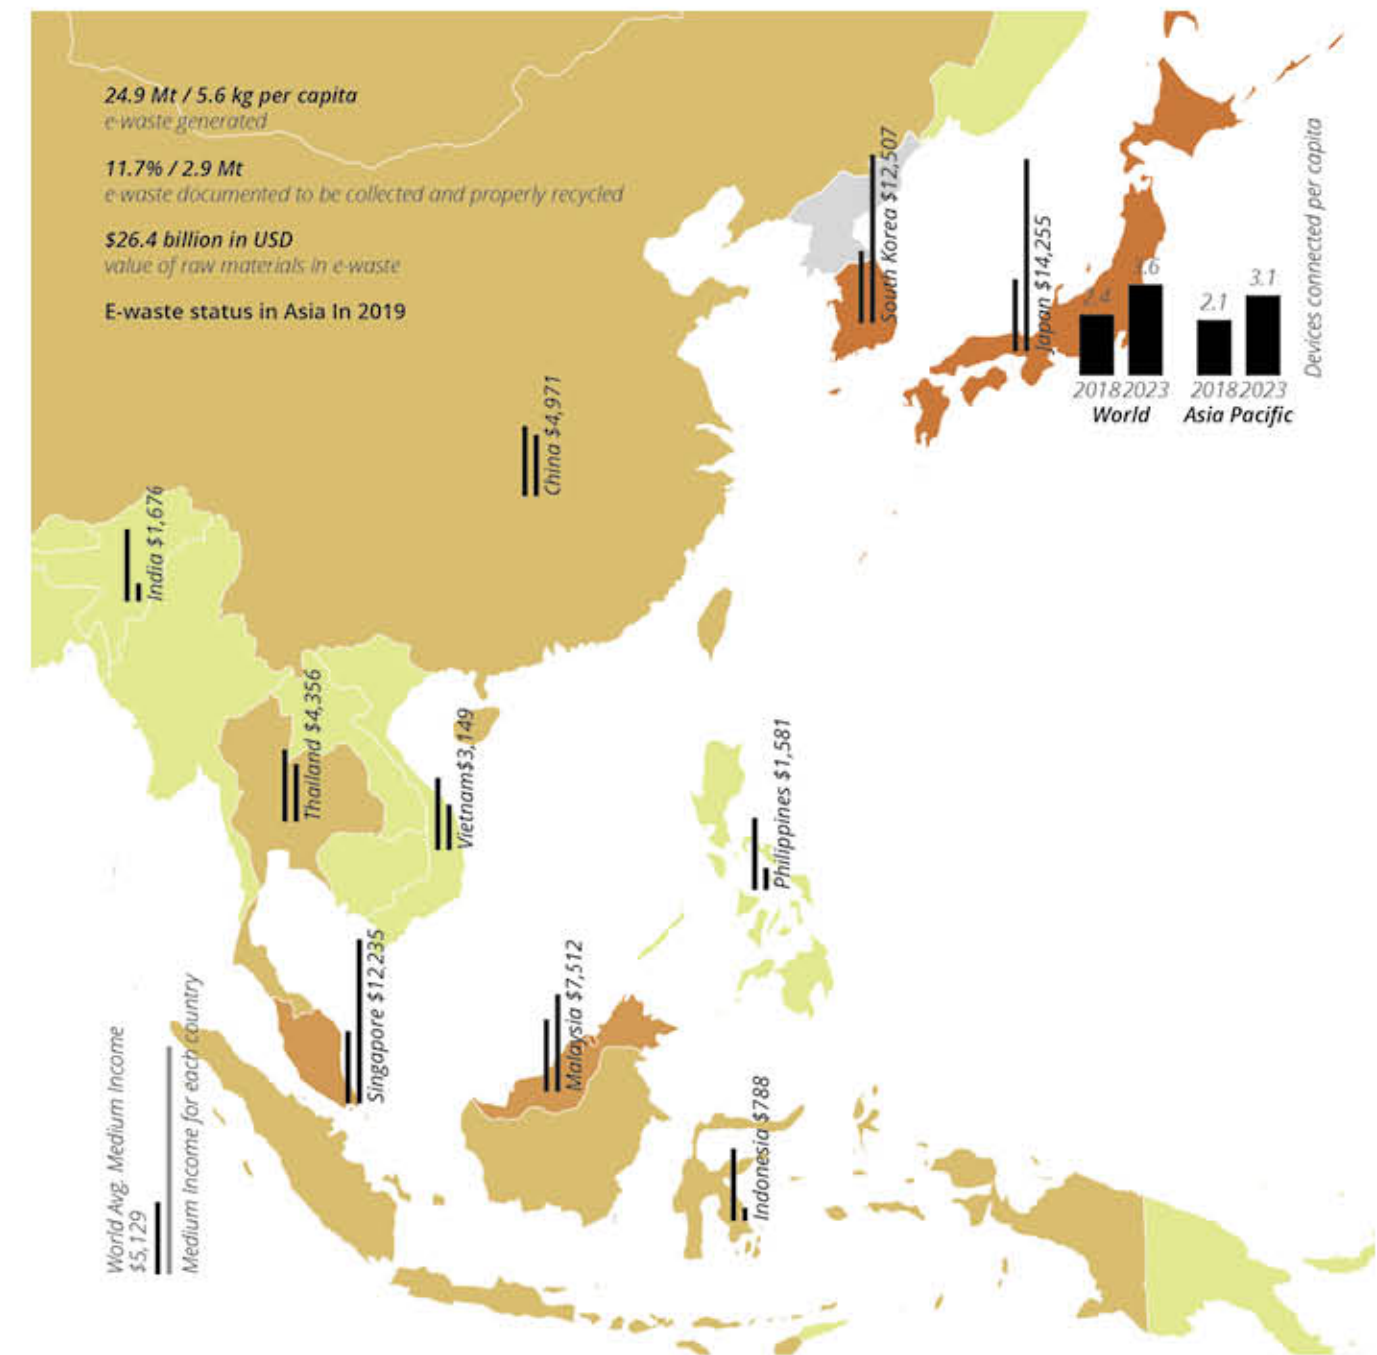 24.9 Mt / 5.6 kg per capita
e-waste generated
11.7% / 2.9 Mt
e-waste documented to be collected and properly recycled
$26.4 billion in USD
value of raw materials in e-waste
E-waste status in Asia In 2019
South Korea $12,507
Japan $14,255
2.4
3.6
2.1
3.1
2018 2023
2018 2023
World
Asia Pacific
Devices connected per capita
China $4,971
India $1,676
Thailand $4,356
Vietnam$3,149
Philippines $1,581
Singapore $12,235
Malaysia $7,512
Indonesia $788
World Avg. Medium Income
$5,129
Medium Income for each country